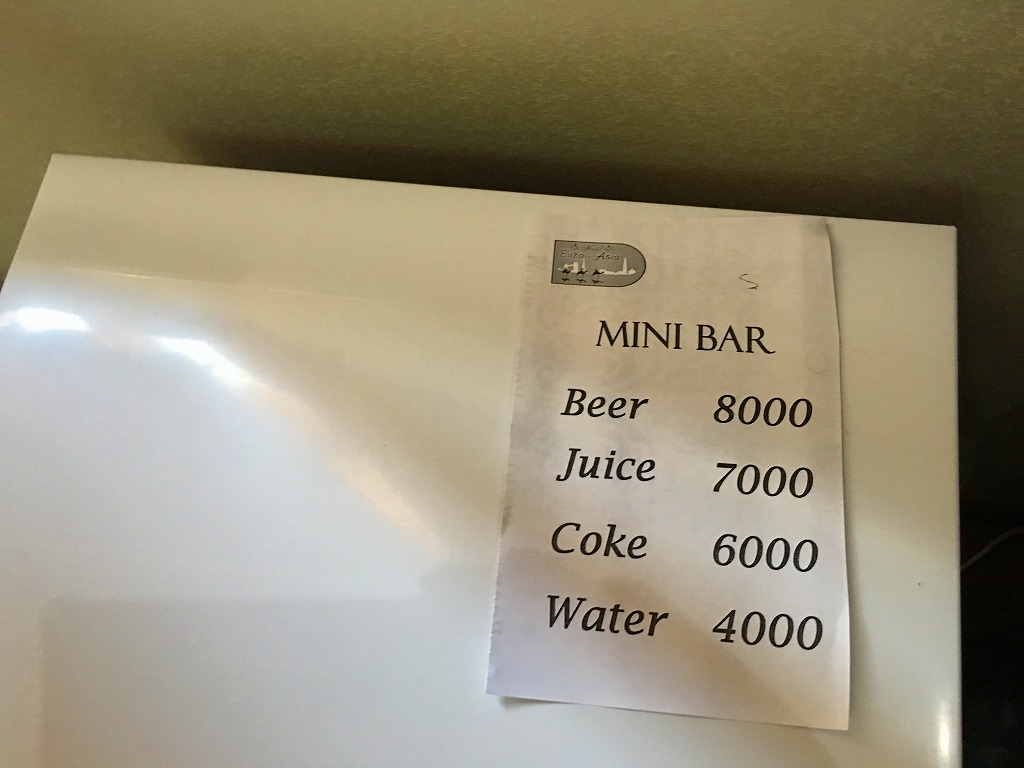 Euro Asia
MINI BAR
Beer 8000
Juice 7000
Coke 6000
Water 4000